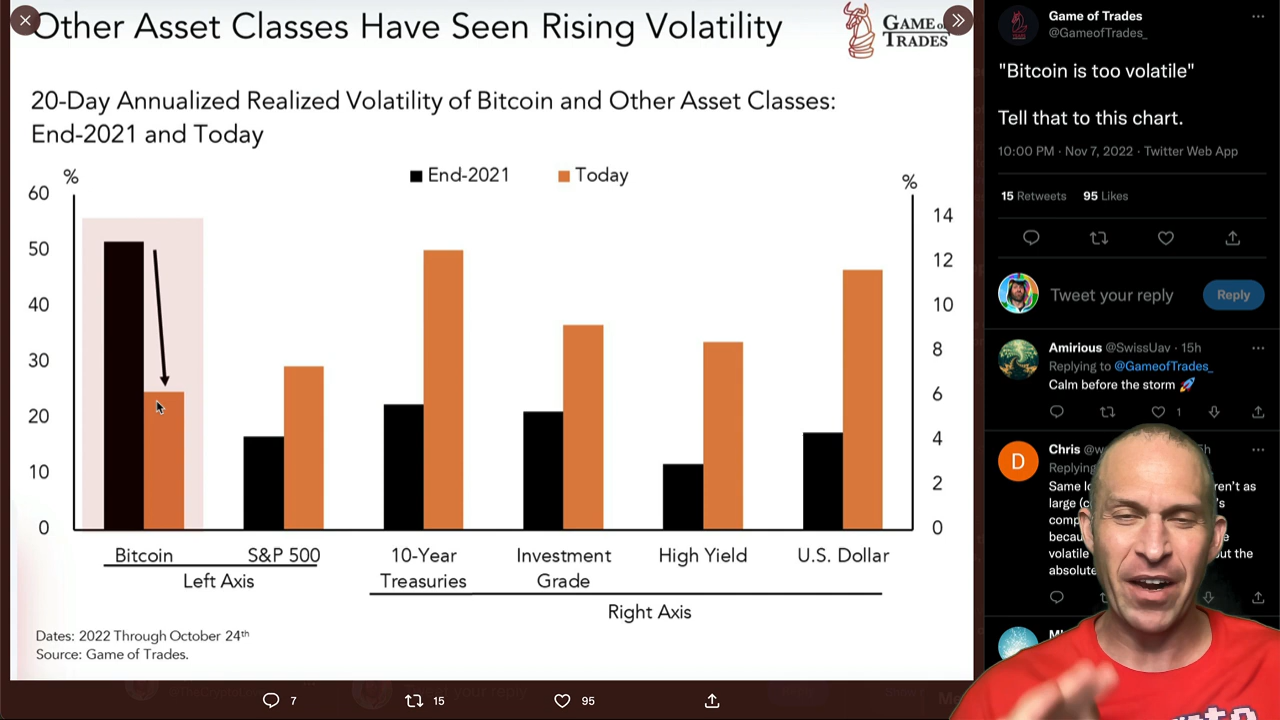 Other Asset Classes Have Seen Rising Volatility
GAME of
TRADES
20-Day Annualized Realized Volatility of Bitcoin and Other Asset Classes:
End-2021 and Today
End-2021
Today
%
60
50
40
30
20
10
0
%
14
12
10
8
6
4
2
0
Bitcoin
S&P 500
10-Year
Treasuries
Investment
Grade
High Yield
U.S. Dollar
Left Axis
Right Axis
Dates: 2022 Through October 24th
Source: Game of Trades.
7
15
95
Game of Trades
@GameofTrades_
"Bitcoin is too volatile"
Tell that to this chart.
10:00 PM · Nov 7, 2022 · Twitter Web App
15 Retweets 95 Likes
Tweet your reply
Reply
Amirious @SwissUav · 15h
Replying to @GameofTrades_
Calm before the storm 🚀
1
D
Chris
Replying
Same
large
volatile
absolute